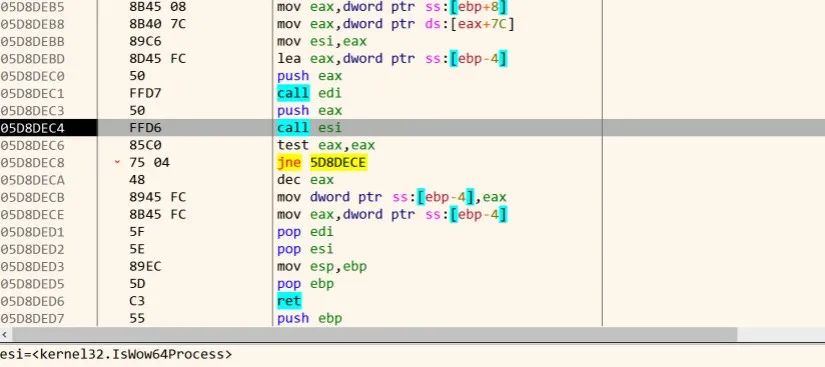 05D8DEB5 8B45 08 mov eax,dword ptr ss:[ebp+8]
05D8DEB8 8B40 7C mov eax,dword ptr ds:[eax+7C]
05D8DEBB 89C6 mov esi,eax
05D8DEBD 8D45 FC lea eax,dword ptr ss:[ebp-4]
05D8DEC0 50 push eax
05D8DEC1 FFD7 call edi
05D8DEC3 50 push eax
05D8DEC4 FFD6 call esi
05D8DEC6 85C0 test eax,eax
05D8DEC8 75 04 jne 5D8DECE
05D8DECA 48 dec eax
05D8DECB 8945 FC mov dword ptr ss:[ebp-4],eax
05D8DECE 8B45 FC mov eax,dword ptr ss:[ebp-4]
05D8DED1 5F pop edi
05D8DED2 5E pop esi
05D8DED3 89EC mov esp,ebp
05D8DED5 5D pop ebp
05D8DED6 C3 ret
05D8DED7 55 push ebp
esi=<kernel32.IsWow64Process>